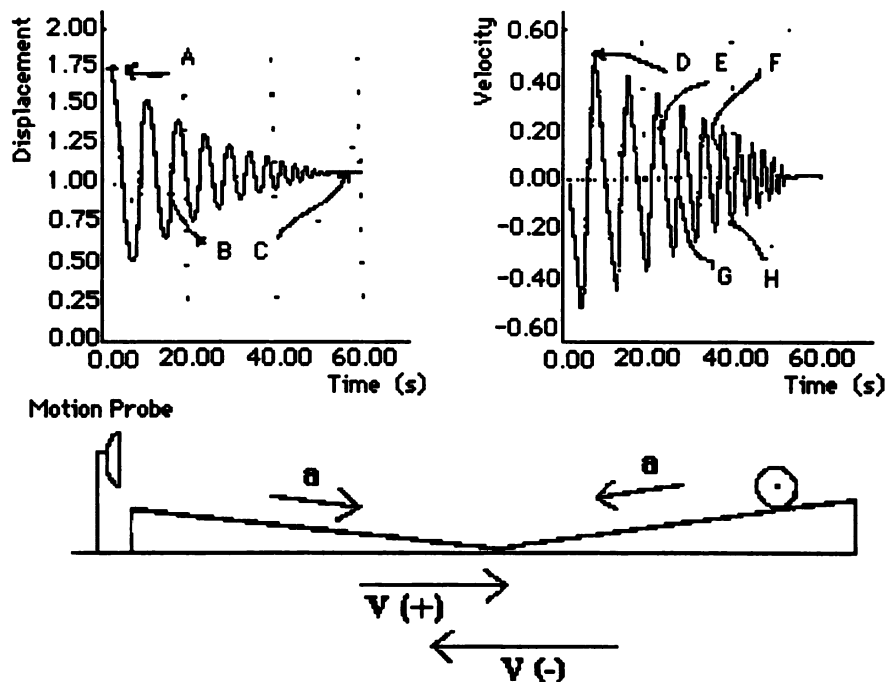 Displacement
2.00
1.75
1.50
1.25
1.00
0.75
0.50
0.25
0.00
A
B C
0.00 20.00 40.00 60.00
Time (s)
Velocity
0.60
0.40
0.20
0.00
-0.20
-0.40
-0.60
D E F
G H
0.00 20.00 40.00 60.00
Time (s)
Motion Probe
a a
V (+)
V (-)